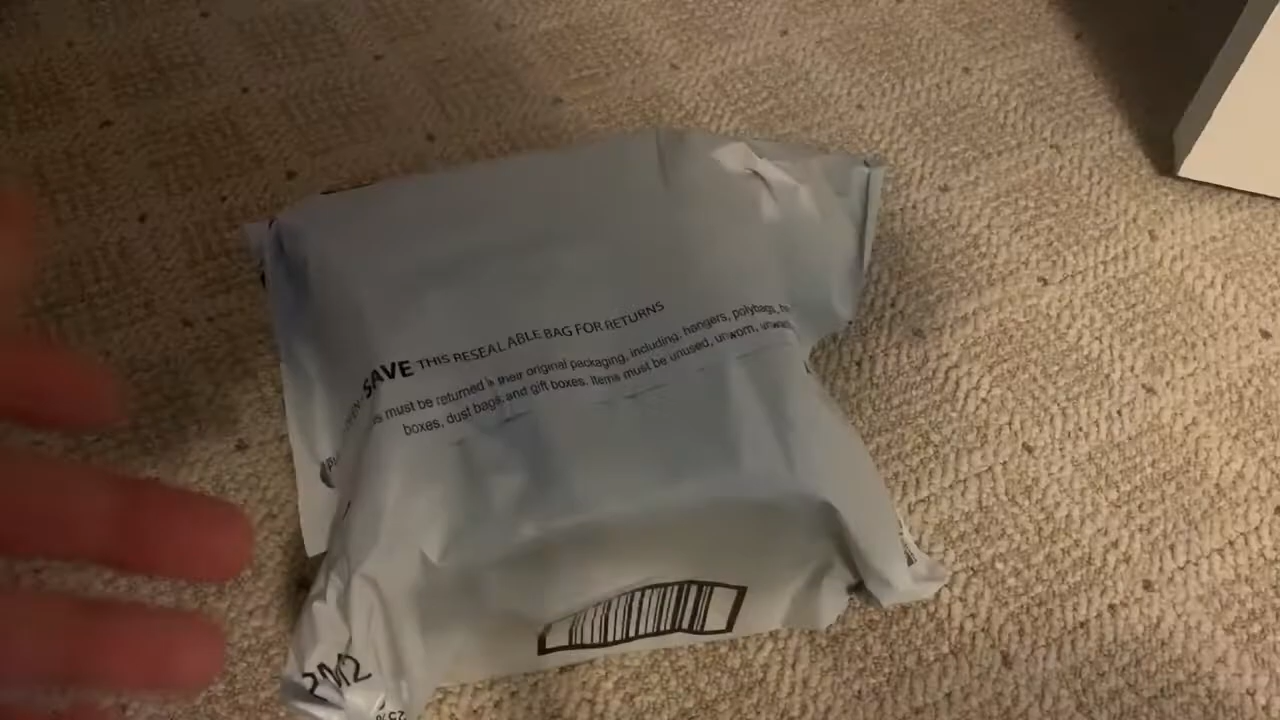 SAVE THIS RESEALABLE BAG FOR RETURNS
must be returned in their original packaging, including: hangers, polybags,
boxes, dust bags and gift boxes. Items must be unused, unworn,
2012
25%